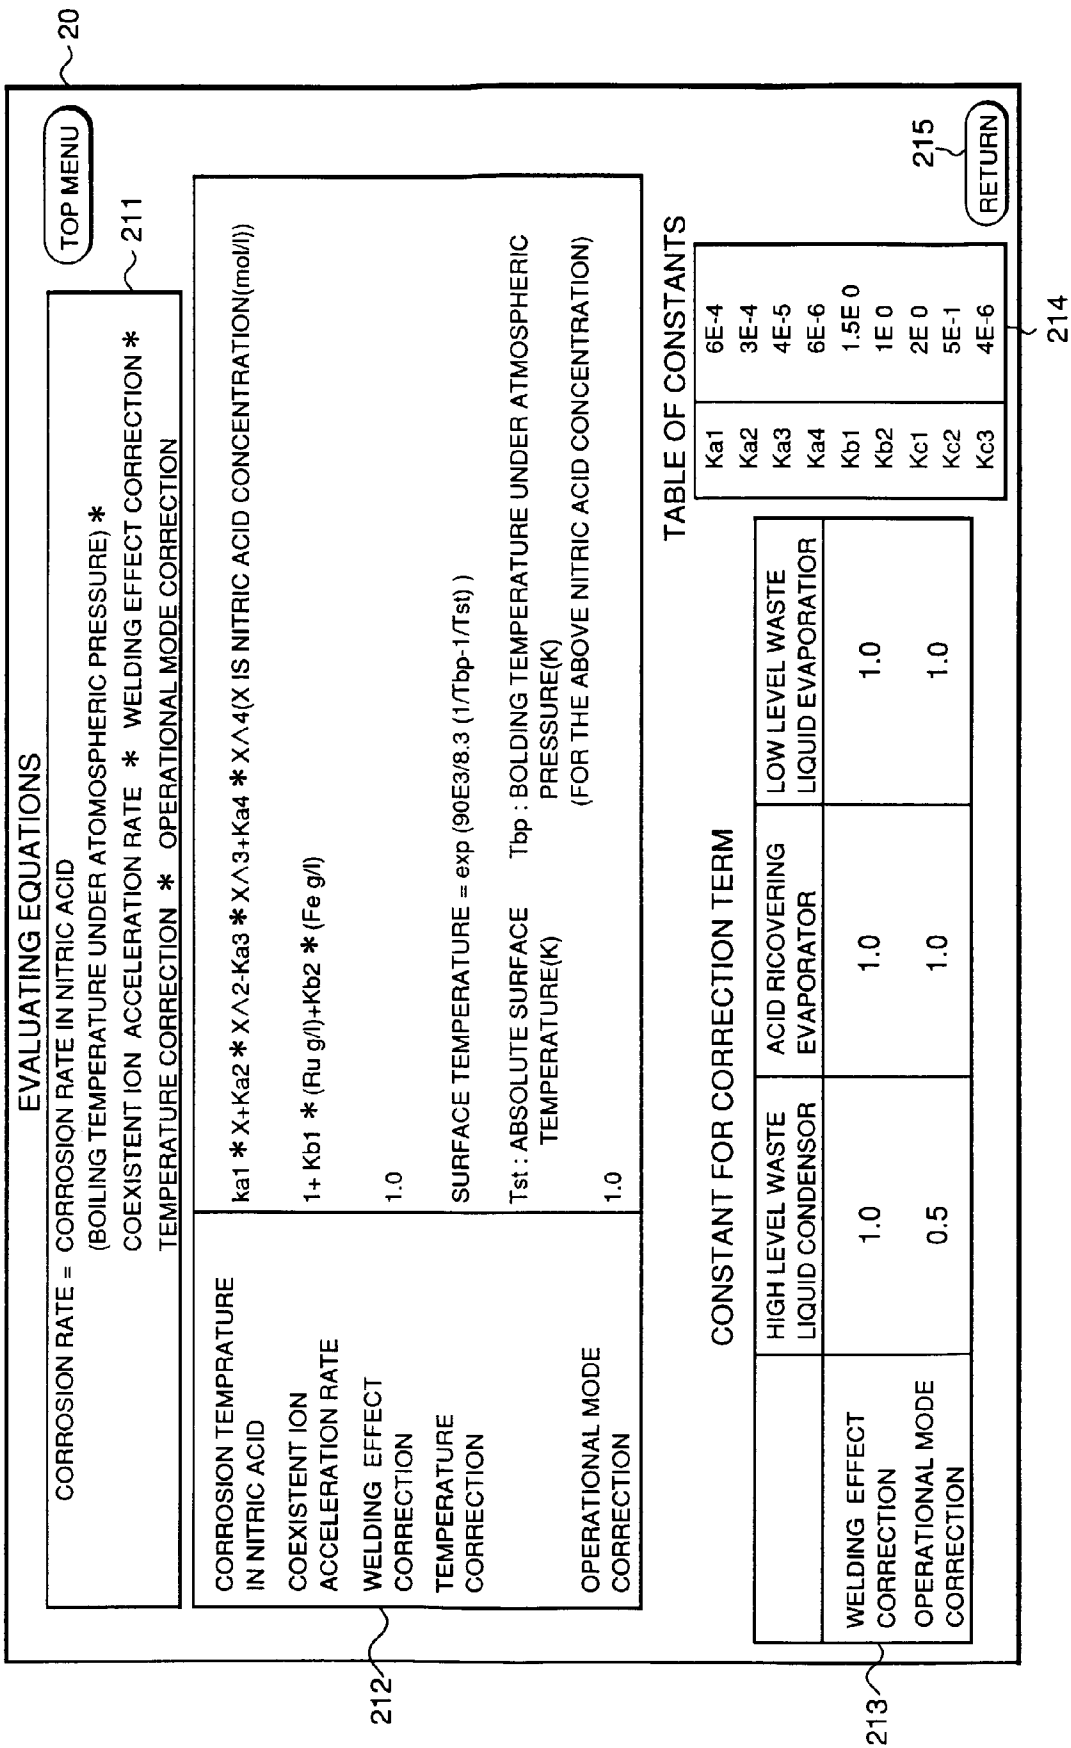 20
EVALUATING EQUATIONS
TOP MENU
CORROSION RATE = CORROSION RATE IN NITRIC ACID
(BOILING TEMPERATURE UNDER ATOMOSPHERIC PRESSURE) *
COEXISTENT ION ACCELERATION RATE * WELDING EFFECT CORRECTION *
TEMPERATURE CORRECTION * OPERATIONAL MODE CORRECTION
211
CORROSION TEMPRATURE
IN NITRIC ACID
ka1 * X+Ka2 * X^2-Ka3 * X^3+Ka4 * X^4(X IS NITRIC ACID CONCENTRATION(mol/l))
COEXISTENT ION
ACCELERATION RATE
1+ Kb1 * (Ru g/l)+Kb2 * (Fe g/l)
WELDING EFFECT
CORRECTION
1.0
TEMPERATURE
CORRECTION
SURFACE TEMPERATURE = exp (90E3/8.3 (1/Tbp-1/Tst) )
Tst : ABSOLUTE SURFACE
TEMPERATURE(K)
Tbp : BOLDING TEMPERATURE UNDER ATMOSPHERIC
PRESSURE(K)
(FOR THE ABOVE NITRIC ACID CONCENTRATION)
OPERATIONAL MODE
CORRECTION
1.0
212
CONSTANT FOR CORRECTION TERM
HIGH LEVEL WASTE
LIQUID CONDENSOR
ACID RICOVERING
EVAPORATOR
LOW LEVEL WASTE
LIQUID EVAPORATIOR
WELDING EFFECT
CORRECTION
1.0 1.0 1.0
OPERATIONAL MODE
CORRECTION
0.5 1.0 1.0
213
TABLE OF CONSTANTS
Ka1 6E-4
Ka2 3E-4
Ka3 4E-5
Ka4 6E-6
Kb1 1.5E 0
Kb2 1E 0
Kc1 2E 0
Kc2 5E-1
Kc3 4E-6
214
215
RETURN